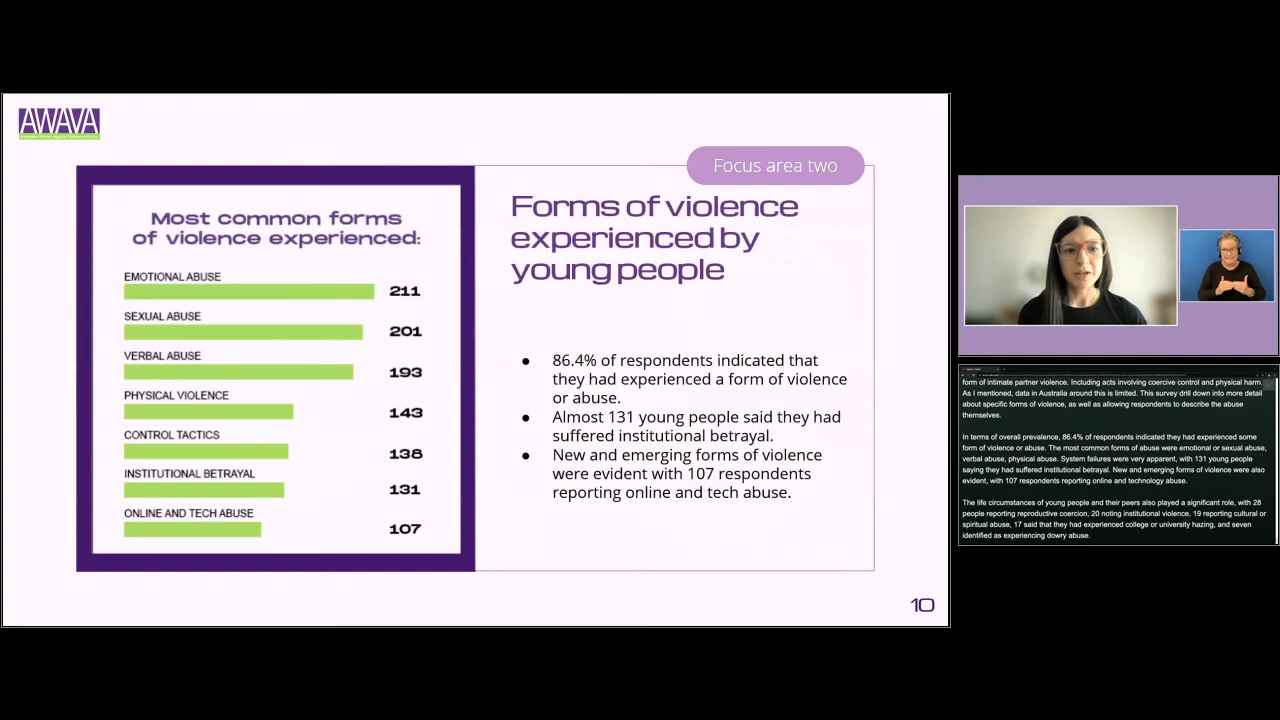 AWAVA
Focus area two
Most common forms
of violence experienced:
EMOTIONAL ABUSE
211
SEXUAL ABUSE
201
VERBAL ABUSE
193
PHYSICAL VIOLENCE
143
CONTROL TACTICS
138
INSTITUTIONAL BETRAYAL
131
ONLINE AND TECH ABUSE
107
Forms of violence
experienced by
young people
● 86.4% of respondents indicated that
they had experienced a form of violence
or abuse.
● Almost 131 young people said they had
suffered institutional betrayal.
● New and emerging forms of violence
were evident with 107 respondents
reporting online and tech abuse.
10
form of intimate partner violence. Including acts involving coercive control and physical harm.
As I mentioned, data in Australia around this is limited. This survey drill down into more detail
about specific forms of violence, as well as allowing respondents to describe the abuse
themselves.
In terms of overall prevalence, 86.4% of respondents indicated they had experienced some
form of violence or abuse. The most common forms of abuse were emotional or sexual abuse,
verbal abuse, physical abuse. System failures were very apparent, with 131 young people
saying they had suffered institutional betrayal. New and emerging forms of violence were also
evident, with 107 respondents reporting online and technology abuse.
The life circumstances of young people and their peers also played a significant role, with 28
people reporting reproductive coercion, 20 noting institutional violence, 19 reporting cultural or
spiritual abuse, 17 said that they had experienced college or university hazing, and seven
identified as experiencing dowry abuse.